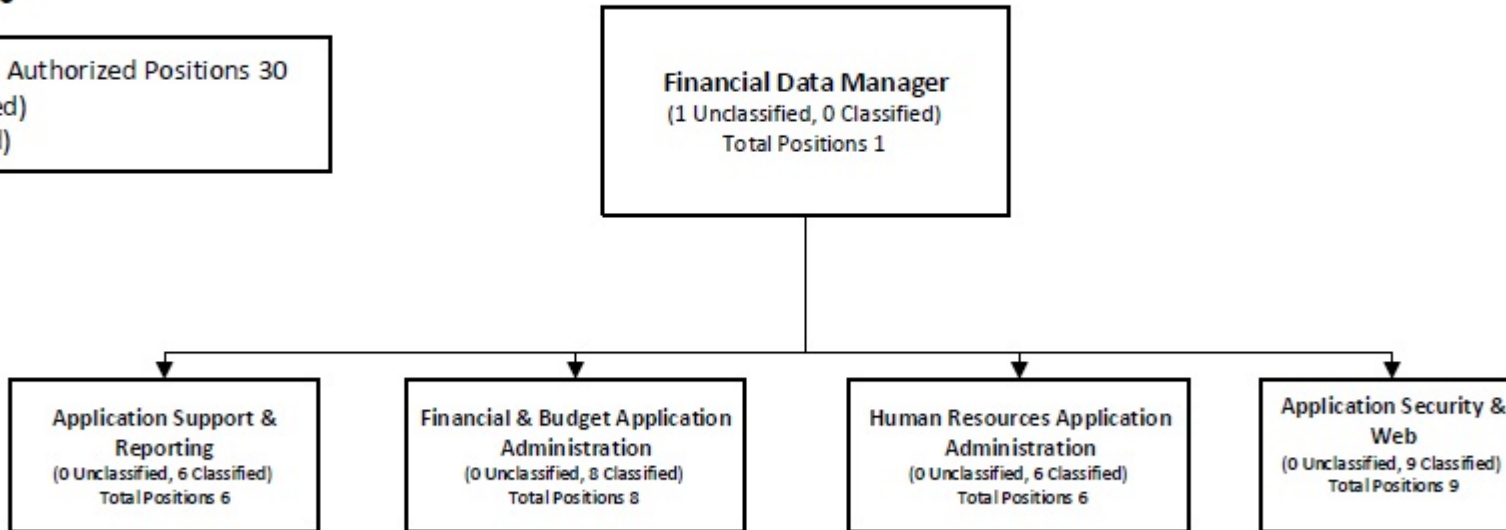 Authorized Positions 30
Financial Data Manager
(1 Unclassified, 0 Classified)
Total Positions 1
Application Support &
Reporting
(0 Unclassified, 6 Classified)
Total Positions 6
Financial & Budget Application
Administration
(0 Unclassified, 8 Classified)
Total Positions 8
Human Resources Application
Administration
(0 Unclassified, 6 Classified)
Total Positions 6
Application Security &
Web
(0 Unclassified, 9 Classified)
Total Positions 9